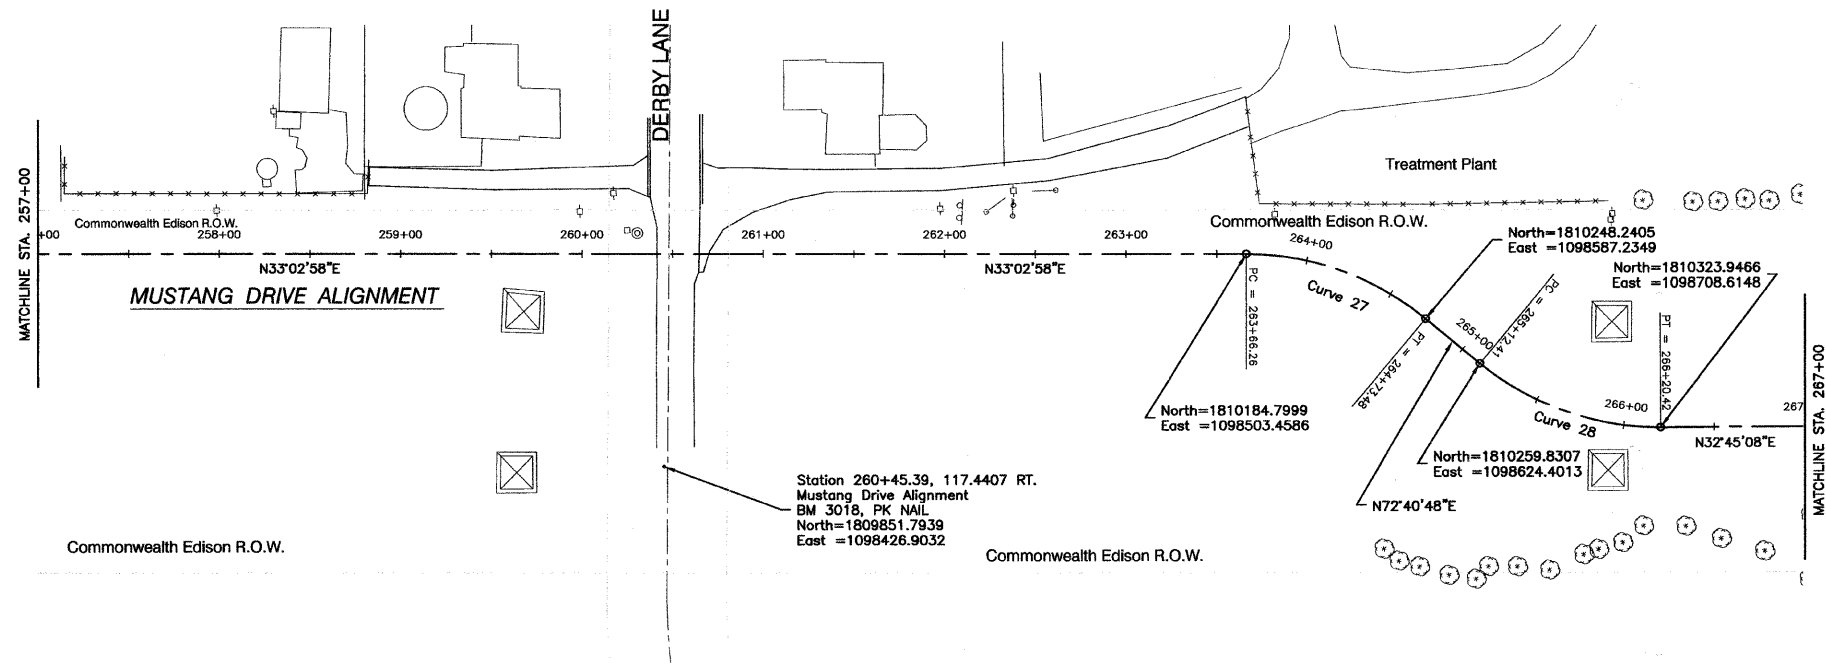 DERBY LANE
MATCHLINE STA. 257+00
Commonwealth Edison R.O.W.
+00
258+00
259+00
260+00
261+00
262+00
263+00
264+00
N33°02'58"E
N33°02'58"E
MUSTANG DRIVE ALIGNMENT
Treatment Plant
Commonwealth Edison R.O.W.
North=1810248.2405
East =1098587.2349
North=1810323.9466
East =1098708.6148
PC = 263+66.26
Curve 27
PT = 264+73.48
265+00
PC = 265+12.41
PT = 266+20.42
266+00
Curve 28
267
N32°45'08"E
MATCHLINE STA. 267+00
North=1810184.7999
East =1098503.4586
North=1810259.8307
East =1098624.4013
N72°40'48"E
Station 260+45.39, 117.4407 RT.
Mustang Drive Alignment
BM 3018, PK NAIL
North=1809851.7939
East =1098426.9032
Commonwealth Edison R.O.W.
Commonwealth Edison R.O.W.